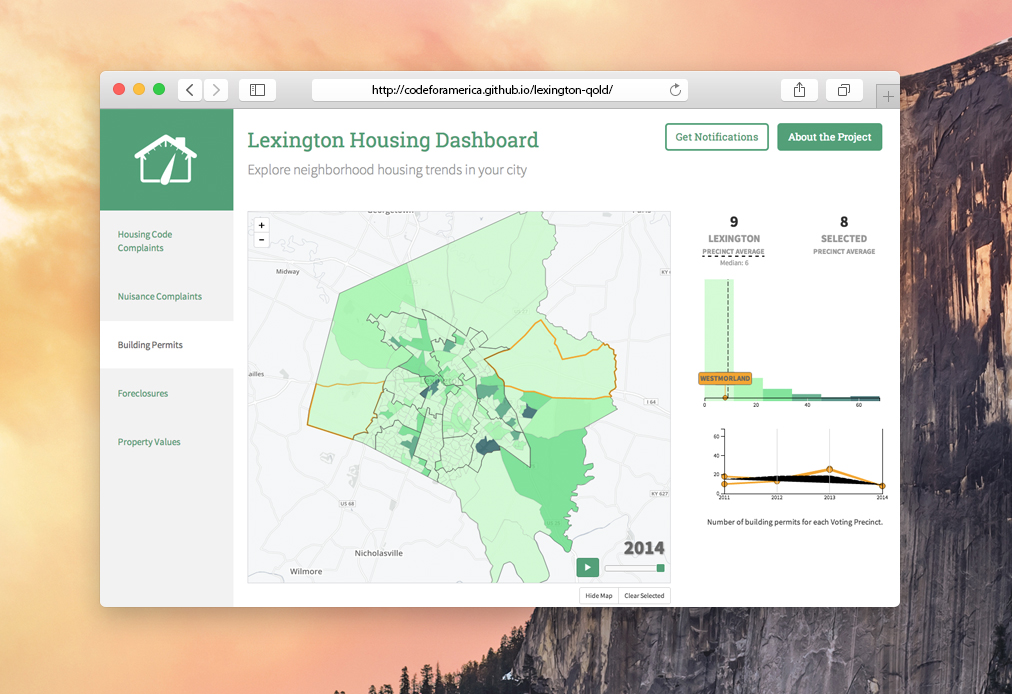 http://codeforamerica.github.io/lexington-qold/
Lexington Housing Dashboard
Get Notifications
About the Project
Explore neighborhood housing trends in your city
Housing Code
Complaints
Nuisance Complaints
Building Permits
Foreclosures
Property Values
+
-
Georgetown
Midway
KY
ailles
I 64
KY 627
US 68
Nicholasville
Wilmore
2014
Hide Map
Clear Selected
9
LEXINGTON
PRECINCT AVERAGE
Median: 6
8
SELECTED
PRECINCT AVERAGE
WESTMORLAND
0 20 40 60
60
40
20
0
2011 2012 2013 2014
Number of building permits for each Voting Precinct.